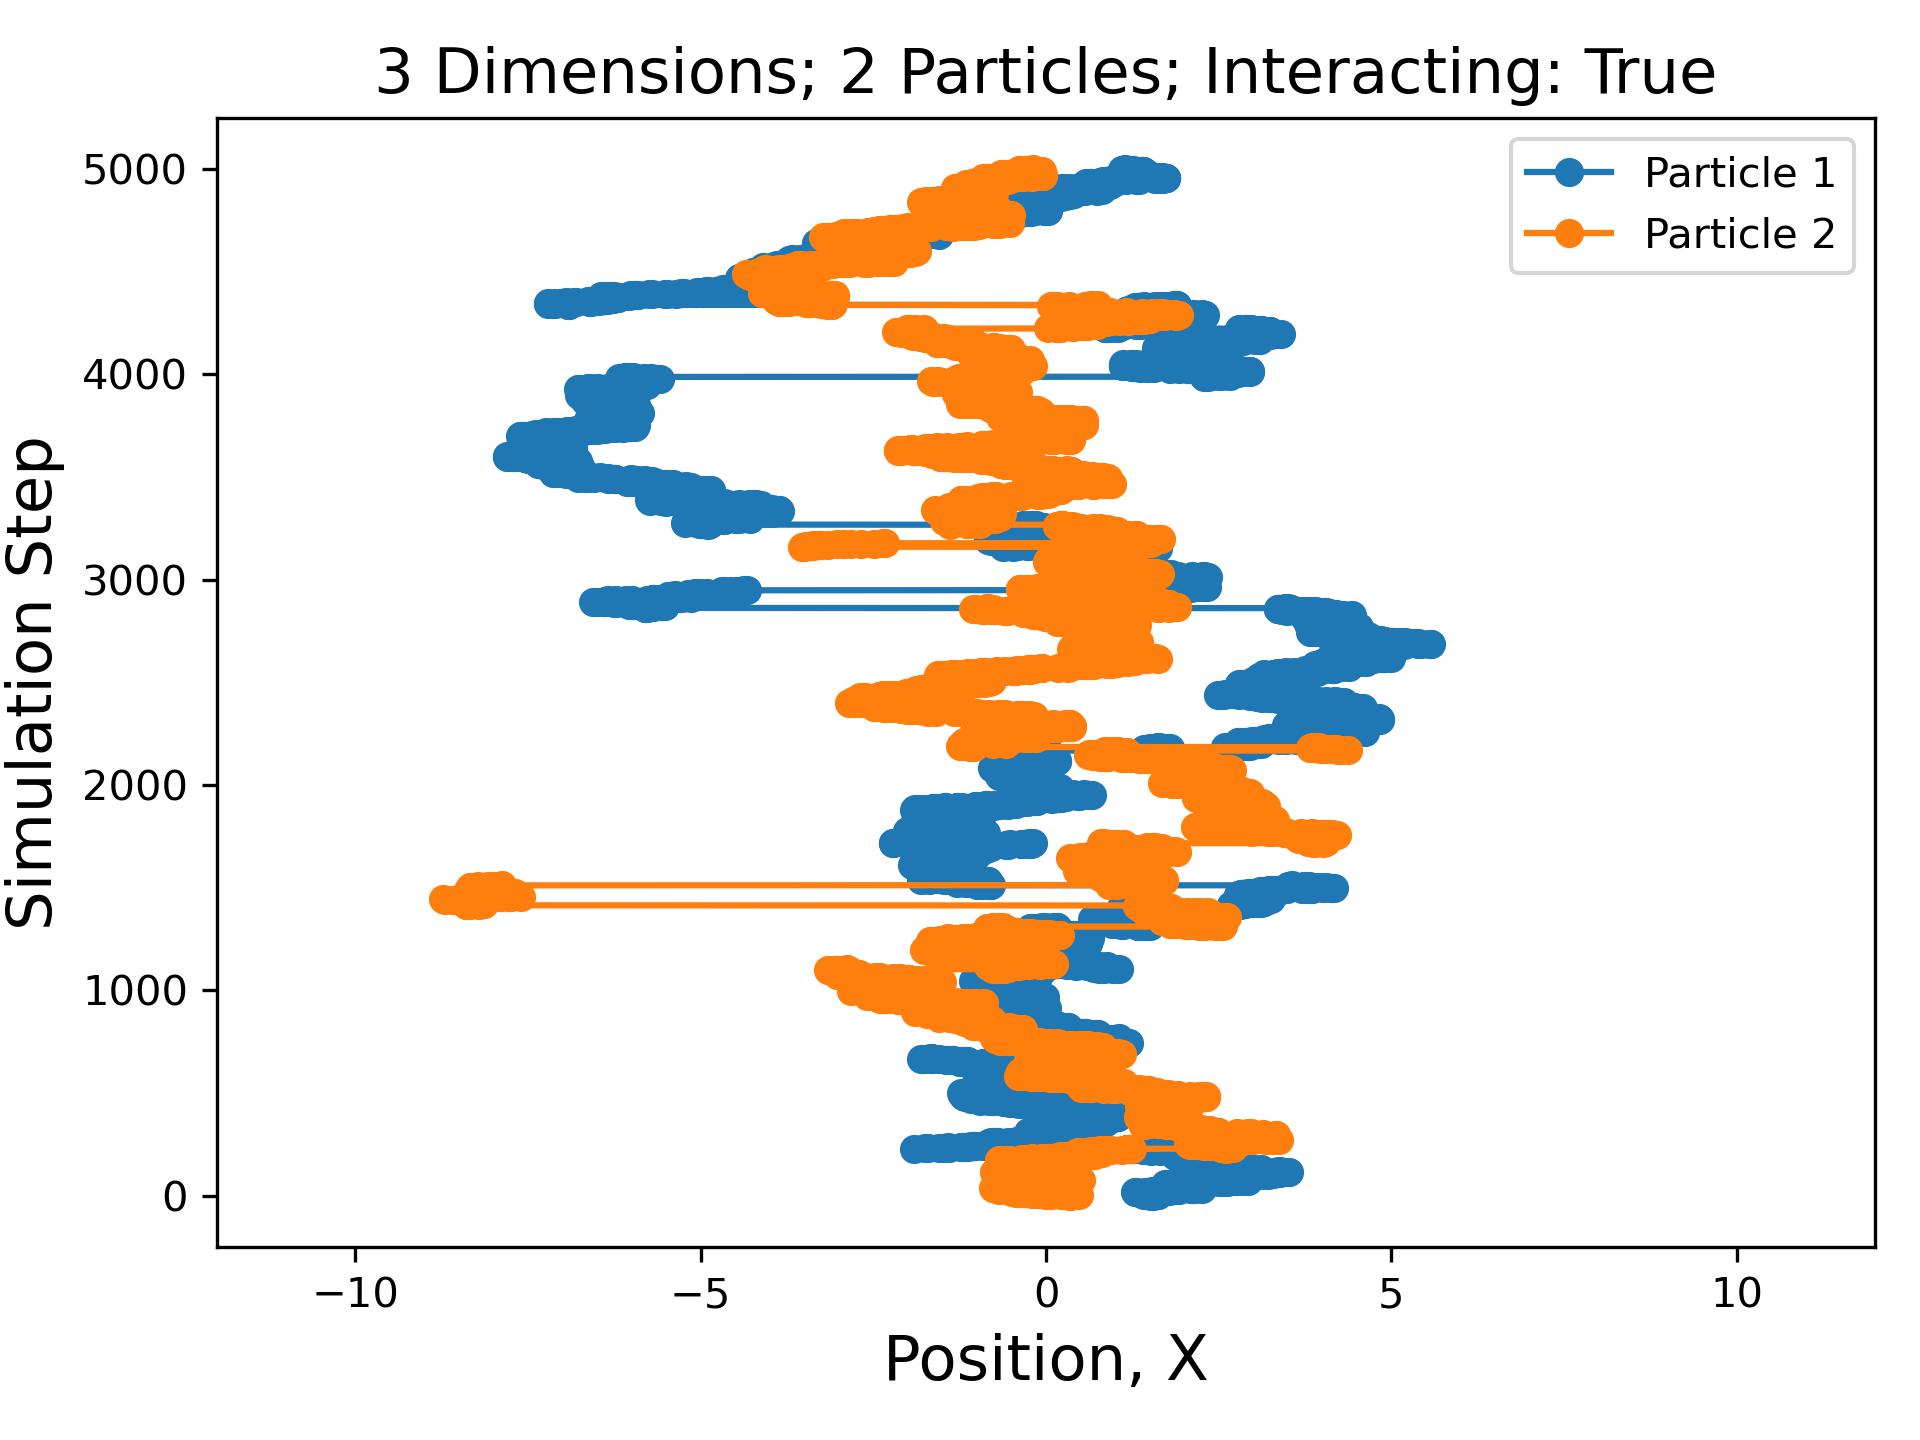 3 Dimensions; 2 Particles; Interacting: True
Particle 1
Particle 2
5000
4000
3000
2000
1000
0
Simulation Step
−10
−5
0
5
10
Position, X